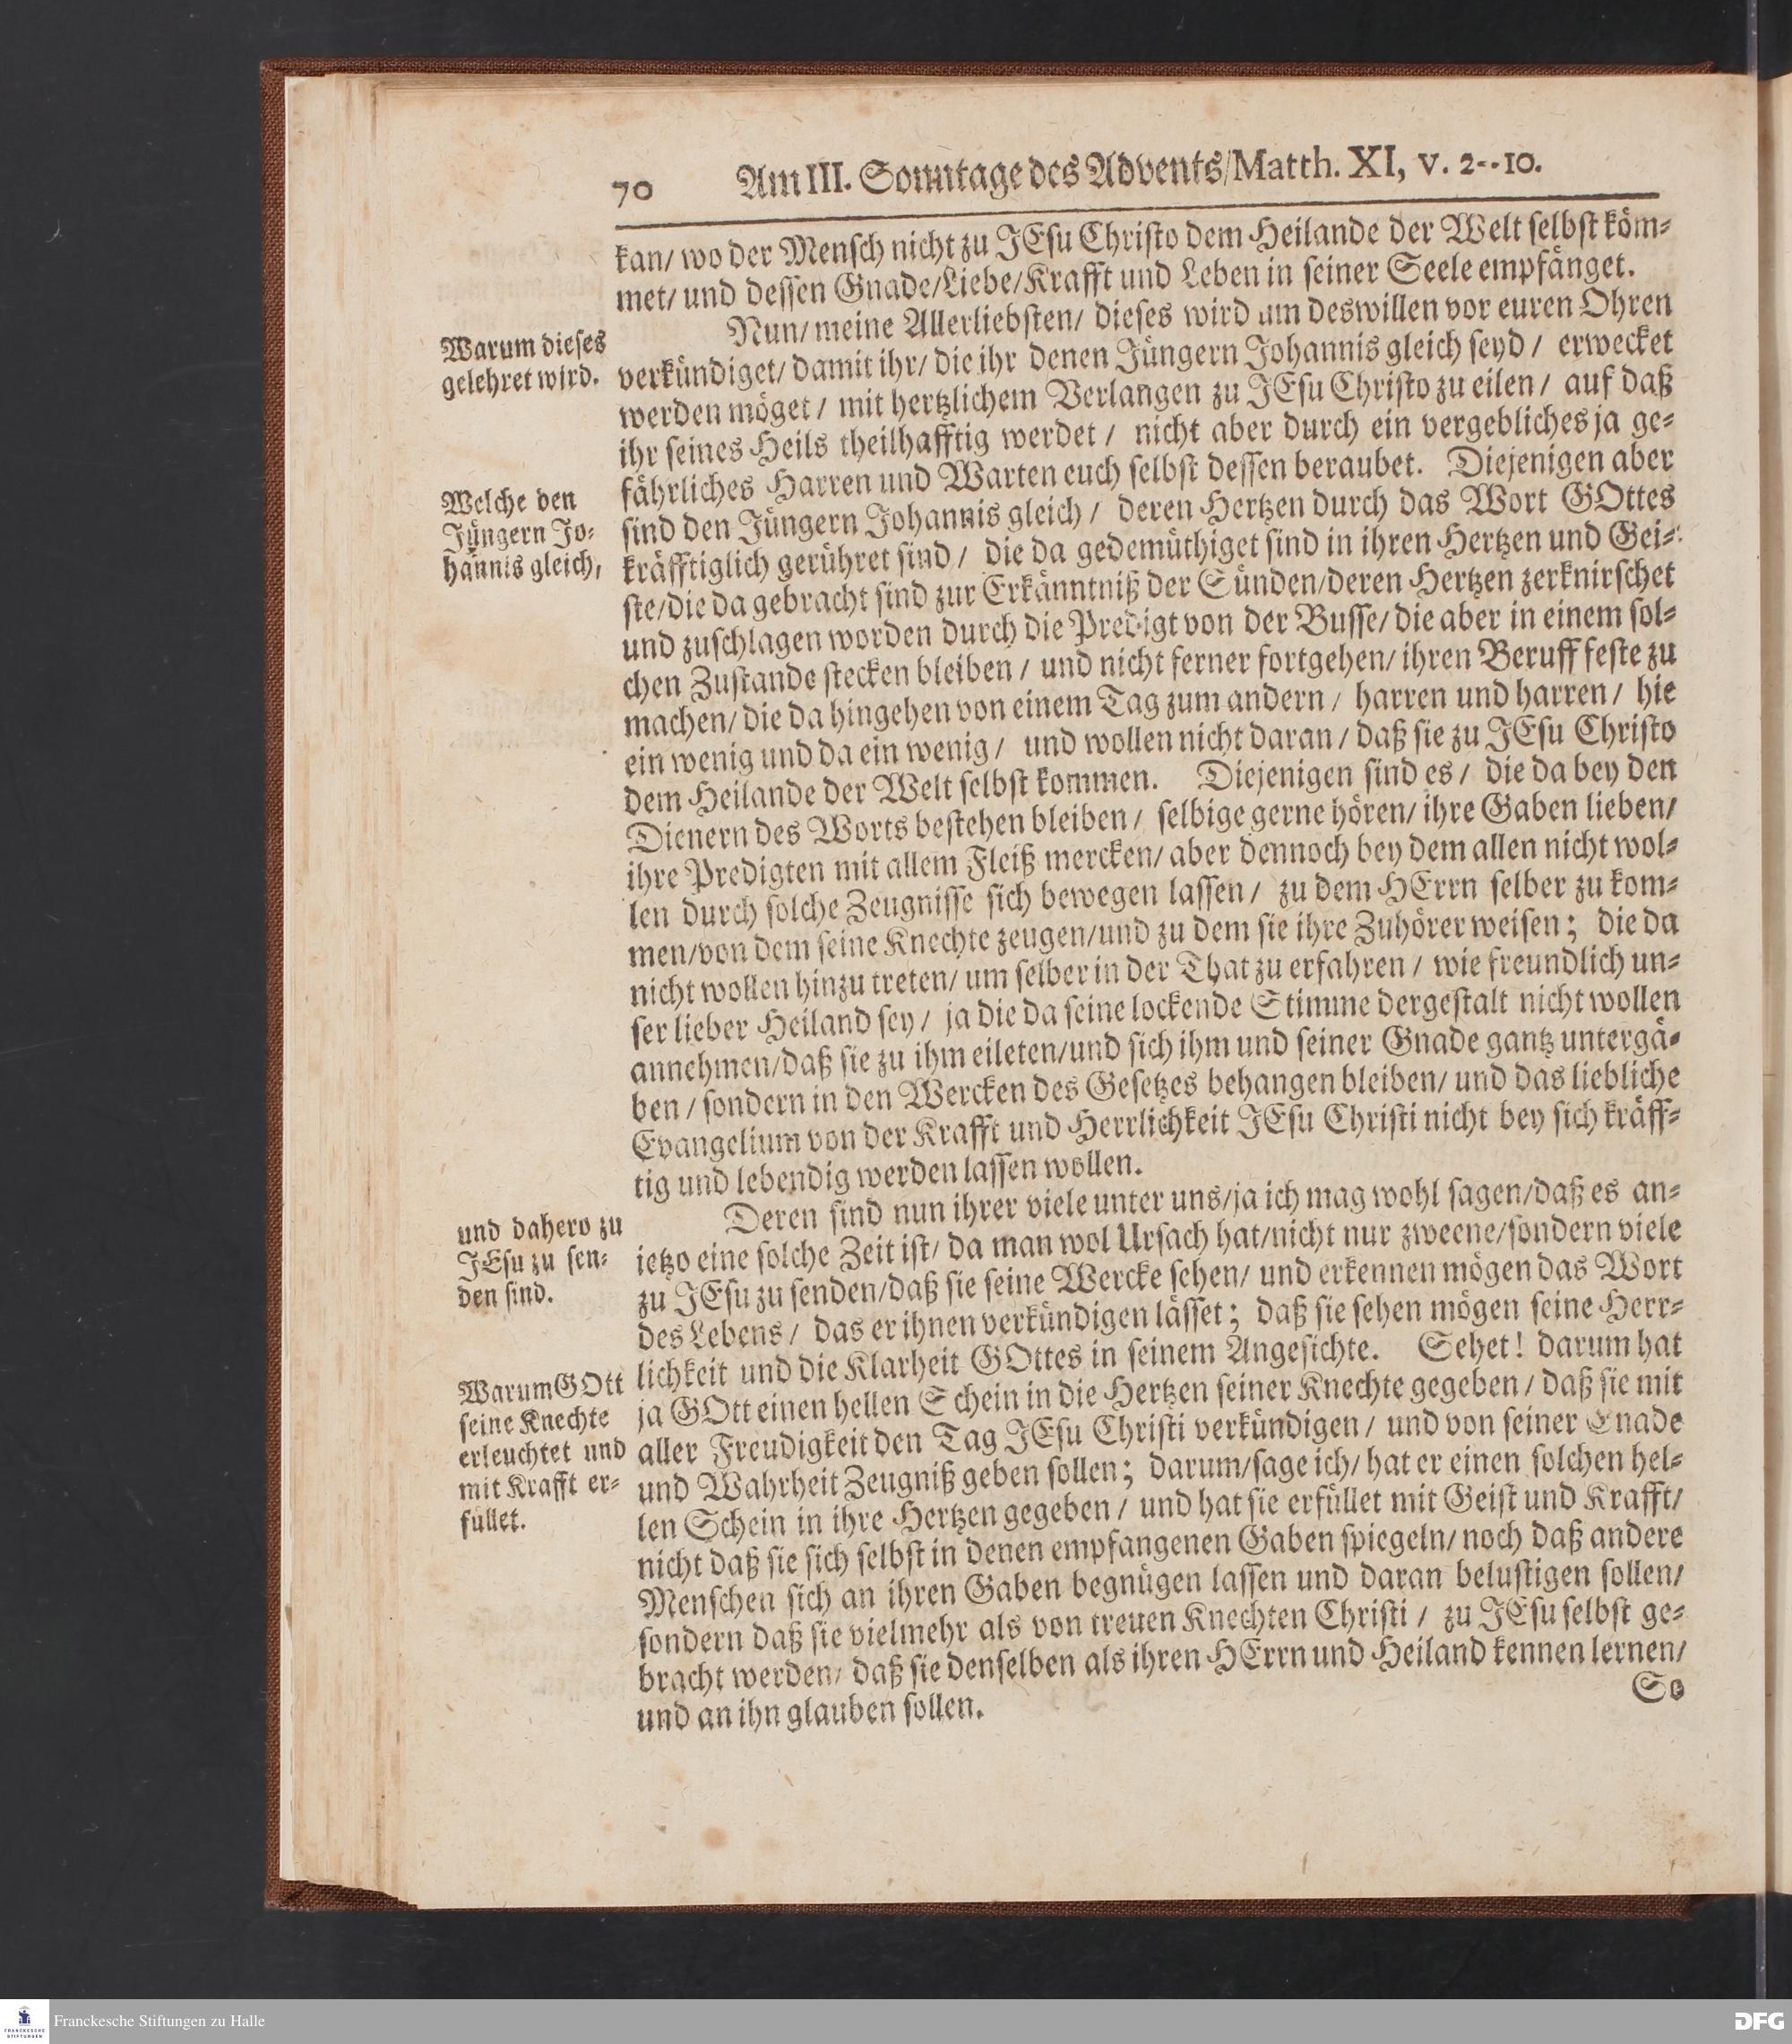 70 Am III. Sonntage des Advents/Matth. XI, v. 2--10.
kan/ wo der Mensch nicht zu JEsu Christo dem Heilande der Welt selbst köm-
met/ und dessen Gnade/Liebe/Krafft und Leben in seiner Seele empfänget.
Warum dieses
gelehret wird.
Nun/ meine Allerliebsten/ dieses wird um deswillen vor euren Ohren
verkündiget/ damit ihr/ die ihr denen Jüngern Johannis gleich seyd / erwecket
werden möget / mit hertzlichem Verlangen zu JEsu Christo zu eilen / auf daß
ihr seines Heils theilhafftig werdet / nicht aber durch ein vergebliches ja ge-
fährliches Harren und Warten euch selbst dessen beraubet. Diejenigen aber
Welche den
Jüngern Jo-
hannis gleich,
sind den Jüngern Johannis gleich / deren Hertzen durch das Wort GOttes
kräfftiglich gerühret sind / die da gedemüthiget sind in ihren Hertzen und Gei-
ste/die da gebracht sind zur Erkänntniß der Sünden/deren Hertzen zerknirschet
und zuschlagen worden durch die Predigt von der Busse/ die aber in einem sol-
chen Zustande stecken bleiben / und nicht ferner fortgehen/ ihren Beruff feste zu
machen/ die da hingehen von einem Tag zum andern / harren und harren / hie
ein wenig und da ein wenig / und wollen nicht daran / daß sie zu JEsu Christo
dem Heilande der Welt selbst kommen. Diejenigen sind es / die da bey den
Dienern des Worts bestehen bleiben / selbige gerne hören/ ihre Gaben lieben/
ihre Predigten mit allem Fleiß mercken/ aber dennoch bey dem allen nicht wol-
len durch solche Zeugnisse sich bewegen lassen / zu dem HErrn selber zu kom-
men/von dem seine Knechte zeugen/und zu dem sie ihre Zuhörer weisen; die da
nicht wollen hinzu treten/ um selber in der That zu erfahren / wie freundlich un-
ser lieber Heiland sey / ja die da seine lockende Stimme dergestalt nicht wollen
annehmen/daß sie zu ihm eileten/und sich ihm und seiner Gnade gantz untergä-
ben / sondern in den Wercken des Gesetzes behangen bleiben/ und das liebliche
Evangelium von der Krafft und Herrlichkeit JEsu Christi nicht bey sich kräff-
tig und lebendig werden lassen wollen.
und dahero zu
JEsu zu sen-
den sind.
Deren sind nun ihrer viele unter uns/ja ich mag wohl sagen/daß es an-
ietzo eine solche Zeit ist/ da man wol Ursach hat/nicht nur zweene/sondern viele
zu JEsu zu senden/daß sie seine Wercke sehen/ und erkennen mögen das Wort
des Lebens / das er ihnen verkündigen lässet; daß sie sehen mögen seine Herr-
lichkeit und die Klarheit GOttes in seinem Angesichte. Sehet! darum hat
Warum GOtt
seine Knechte
erleuchtet und
mit Krafft er-
füllet.
ja GOtt einen hellen Schein in die Hertzen seiner Knechte gegeben / daß sie mit
aller Freudigkeit den Tag JEsu Christi verkündigen / und von seiner Gnade
und Wahrheit Zeugniß geben sollen; darum/sage ich/ hat er einen solchen hel-
len Schein in ihre Hertzen gegeben / und hat sie erfüllet mit Geist und Krafft/
nicht daß sie sich selbst in denen empfangenen Gaben spiegeln/ noch daß andere
Menschen sich an ihren Gaben begnügen lassen und daran belustigen sollen/
sondern daß sie vielmehr als von treuen Knechten Christi / zu JEsu selbst ge-
bracht werden/ daß sie denselben als ihren HErrn und Heiland kennen lernen/
und an ihn glauben sollen.
So
FRANCKESCHE
STIFTUNGEN
Franckesche Stiftungen zu Halle
DFG